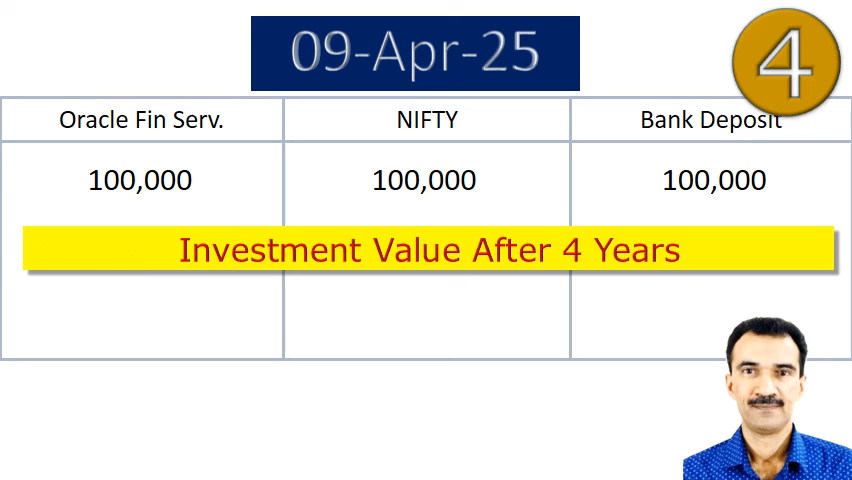 09-Apr-25
4
Oracle Fin Serv.
NIFTY
Bank Deposit
100,000
100,000
100,000
Investment Value After 4 Years